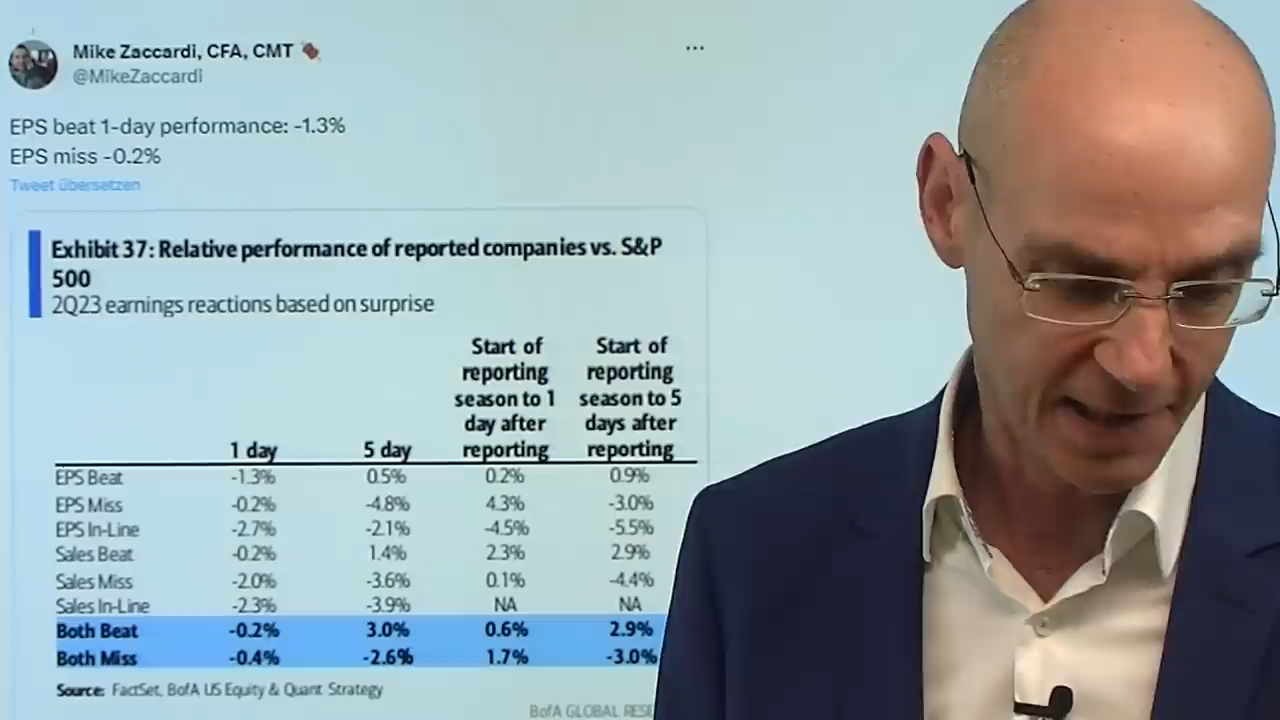 Mike Zaccardi, CFA, CMT
@MikeZaccardi
...
EPS beat 1-day performance: -1.3%
EPS miss -0.2%
Tweet übersetzen
Exhibit 37: Relative performance of reported companies vs. S&P
500
2Q23 earnings reactions based on surprise
Start of Start of
reporting reporting
season to 1 season to 5
day after days after
1 day 5 day reporting reporting
EPS Beat -1.3% 0.5% 0.2% 0.9%
EPS Miss -0.2% -4.8% 4.3% -3.0%
EPS In-Line -2.7% -2.1% -4.5% -5.5%
Sales Beat -0.2% 1.4% 2.3% 2.9%
Sales Miss -2.0% -3.6% 0.1% -4.4%
Sales In-Line -2.3% -3.9% NA NA
Both Beat -0.2% 3.0% 0.6% 2.9%
Both Miss -0.4% -2.6% 1.7% -3.0%
Source: FactSet, BofA US Equity & Quant Strategy
BofA GLOBAL